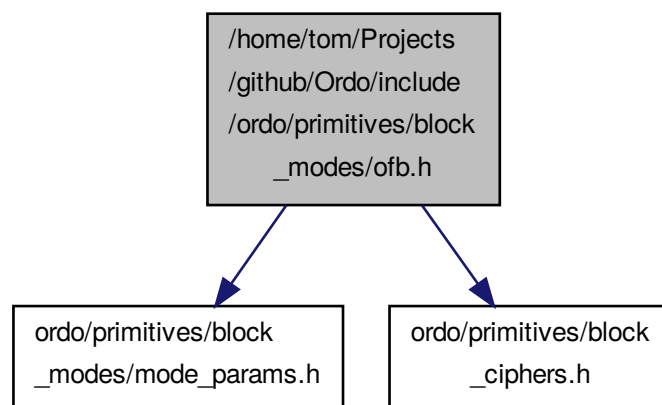 /home/tom/Projects
/github/Ordo/include
/ordo/primitives/block
_modes/ofb.h
ordo/primitives/block
_modes/mode_params.h
ordo/primitives/block
_ciphers.h